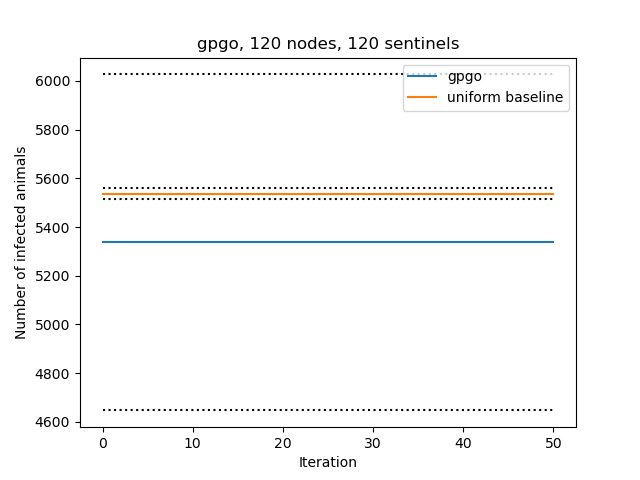 gpgo, 120 nodes, 120 sentinels
gpgo
uniform baseline
Number of infected animals
6000
5800
5600
5400
5200
5000
4800
4600
0 10 20 30 40 50
Iteration